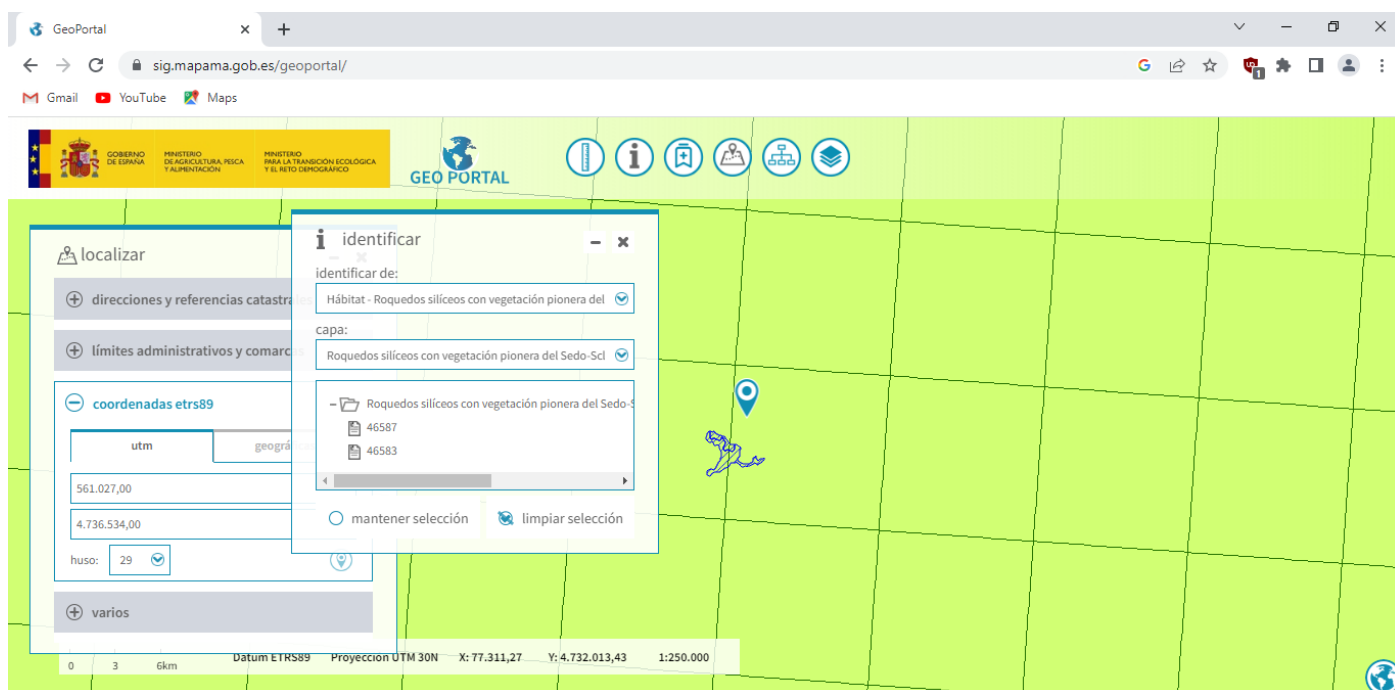 GeoPortal
sig.mapama.gob.es/geoportal/
1
Gmail YouTube Maps
GOBIERNO DE ESPAÑA
MINISTERIO DE AGRICULTURA, PESCA Y ALIMENTACIÓN
MINISTERIO PARA LA TRANSICIÓN ECOLÓGICA Y EL RETO DEMOGRÁFICO
GEO PORTAL
localizar
direcciones y referencias catastrales
límites administrativos y comarcas
coordenadas etrs89
utm geográ
561.027,00
4.736.534,00
huso: 29
varios
identificar
identificar de:
Hábitat - Roquedos silíceos con vegetación pionera del
capa:
Roquedos silíceos con vegetación pionera del Sedo-Scl
Roquedos silíceos con vegetación pionera del Sedo-S
46587
46583
mantener selección limpiar selección
0 3 6km Datum ETRS89 Proyección UTM 30N X: 77.311,27 Y: 4.732.013,43 1:250.000